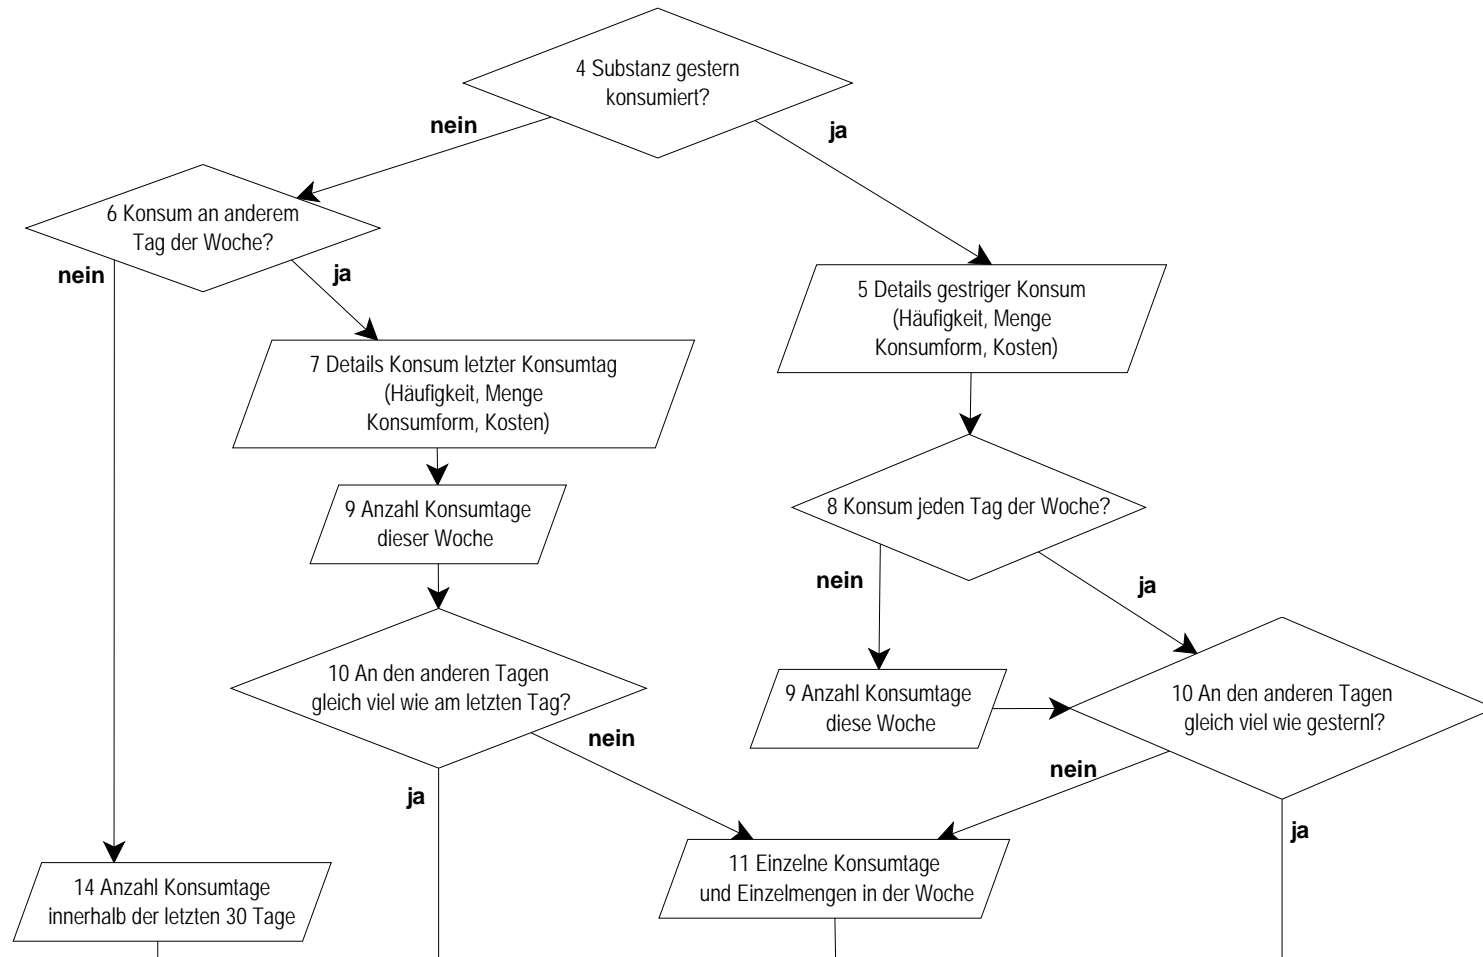 4 Substanz gestern
konsumiert?
nein
ja
6 Konsum an anderem
Tag der Woche?
nein
ja
5 Details gestriger Konsum
(Häufigkeit, Menge
Konsumform, Kosten)
7 Details Konsum letzter Konsumtag
(Häufigkeit, Menge
Konsumform, Kosten)
9 Anzahl Konsumtage
dieser Woche
8 Konsum jeden Tag der Woche?
nein
ja
10 An den anderen Tagen
gleich viel wie am letzten Tag?
9 Anzahl Konsumtage
diese Woche
10 An den anderen Tagen
gleich viel wie gesternl?
nein
ja
nein
ja
11 Einzelne Konsumtage
und Einzelmengen in der Woche
14 Anzahl Konsumtage
innerhalb der letzten 30 Tage